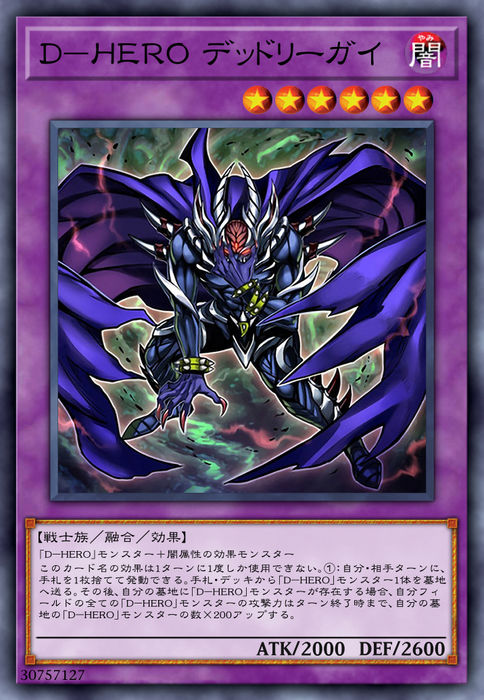 D－HERO デッドリーガイ
やみ
闇
【戦士族／融合／効果】
「D－HERO」モンスター＋闇属性の効果モンスター
このカード名の効果は1ターンに1度しか使用できない。①：自分・相手ターンに、
手札を1枚捨てて発動できる。手札・デッキから「D－HERO」モンスター1体を墓地
へ送る。その後、自分の墓地に「D－HERO」モンスターが存在する場合、自分フィ
ールドの全ての「D－HERO」モンスターの攻撃力はターン終了時まで、自分の墓
地の「D－HERO」モンスターの数×200アップする。
ATK/2000 DEF/2600
30757127